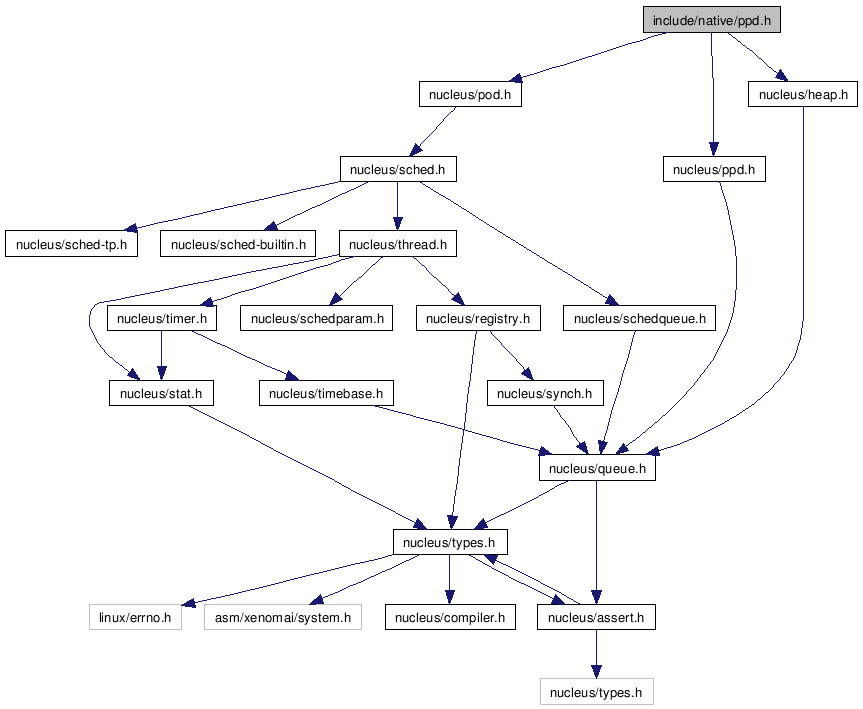 include/native/ppd.h
nucleus/pod.h
nucleus/heap.h
nucleus/sched.h
nucleus/ppd.h
nucleus/sched-tp.h
nucleus/sched-builtin.h
nucleus/thread.h
nucleus/timer.h
nucleus/schedparam.h
nucleus/registry.h
nucleus/schedqueue.h
nucleus/stat.h
nucleus/timebase.h
nucleus/synch.h
nucleus/queue.h
nucleus/types.h
linux/errno.h
asm/xenomai/system.h
nucleus/compiler.h
nucleus/assert.h
nucleus/types.h